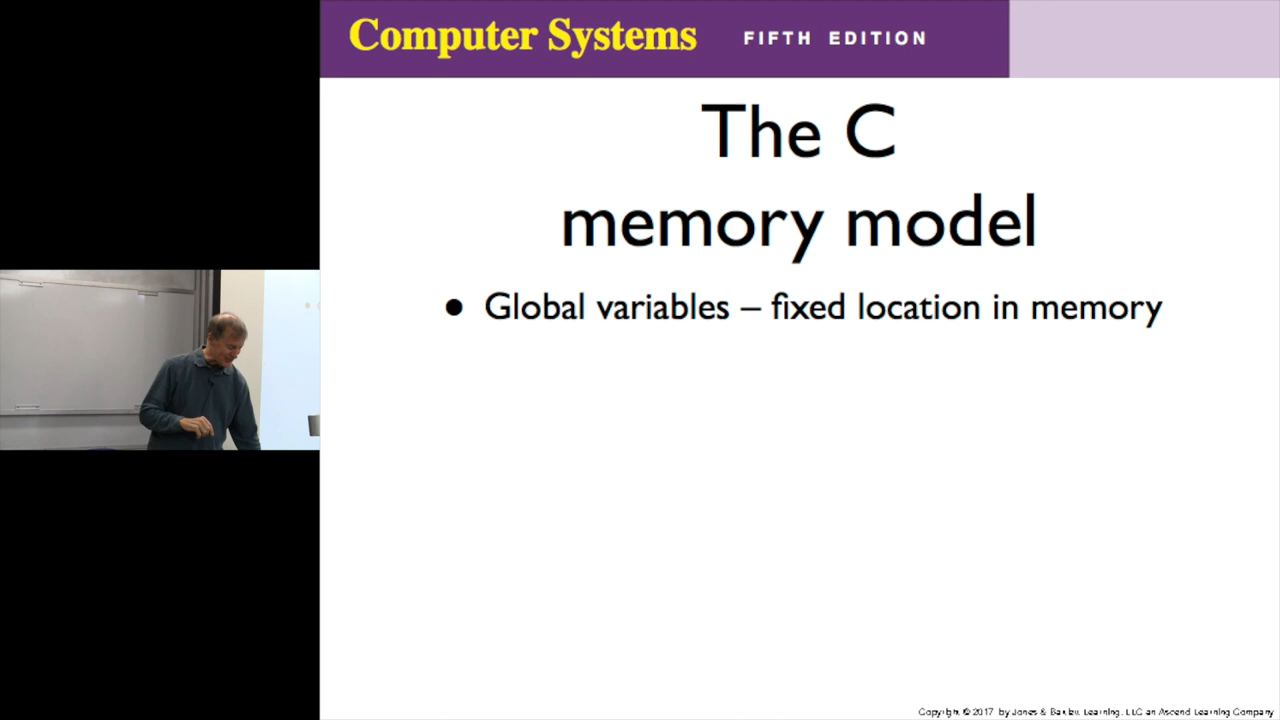 Computer Systems FIFTH EDITION
The C
memory model
• Global variables – fixed location in memory
Copyright © 2017 by Jones & Bartlett Learning, LLC an Ascend Learning Company